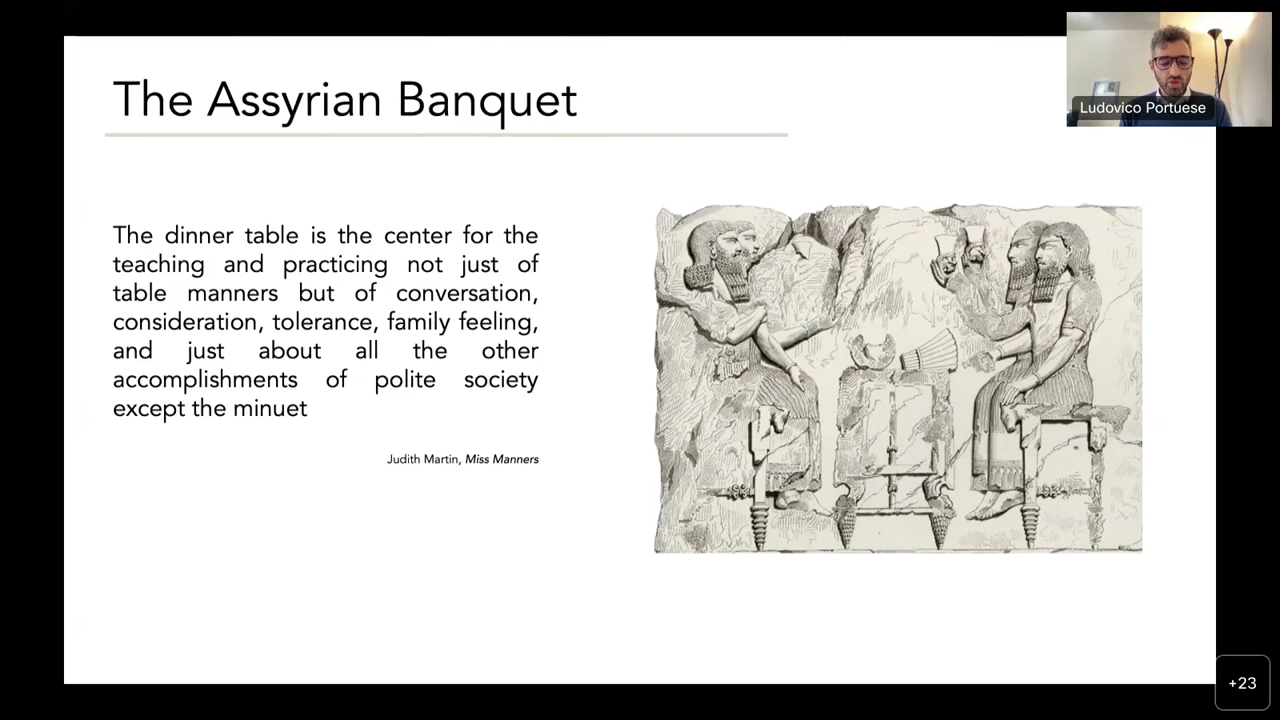 The Assyrian Banquet
Ludovico Portuese
The dinner table is the center for the
teaching and practicing not just of
table manners but of conversation,
consideration, tolerance, family feeling,
and just about all the other
accomplishments of polite society
except the minuet
Judith Martin, Miss Manners
+23